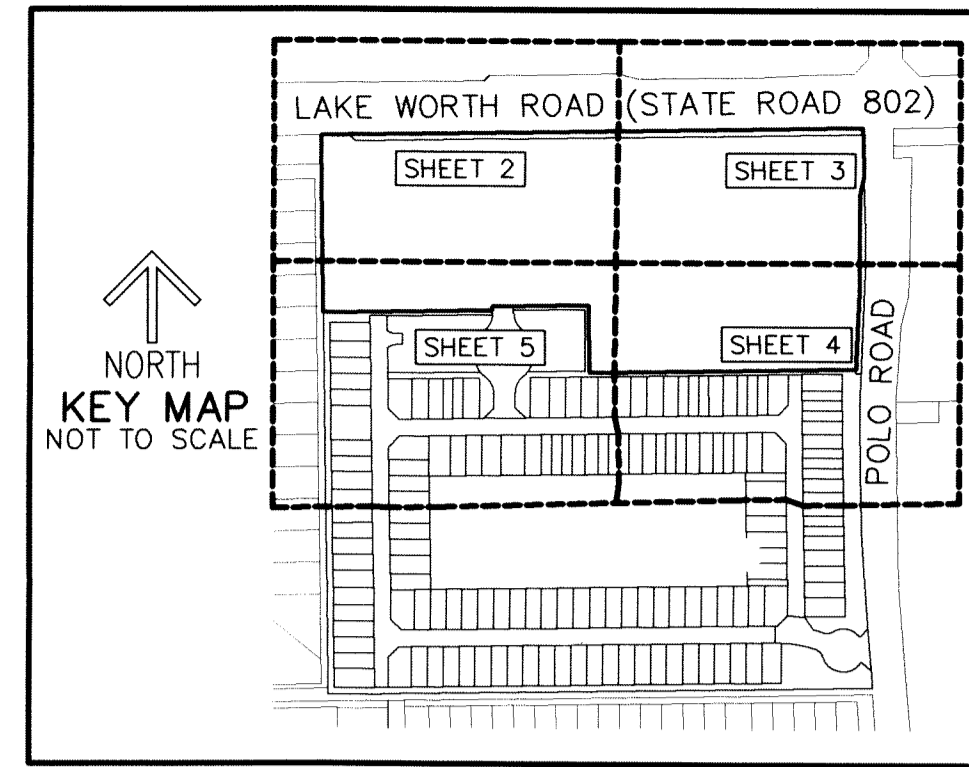 LAKE WORTH ROAD (STATE ROAD 802)
SHEET 2
SHEET 3
SHEET 5
SHEET 4
POLO ROAD
NORTH
KEY MAP
NOT TO SCALE